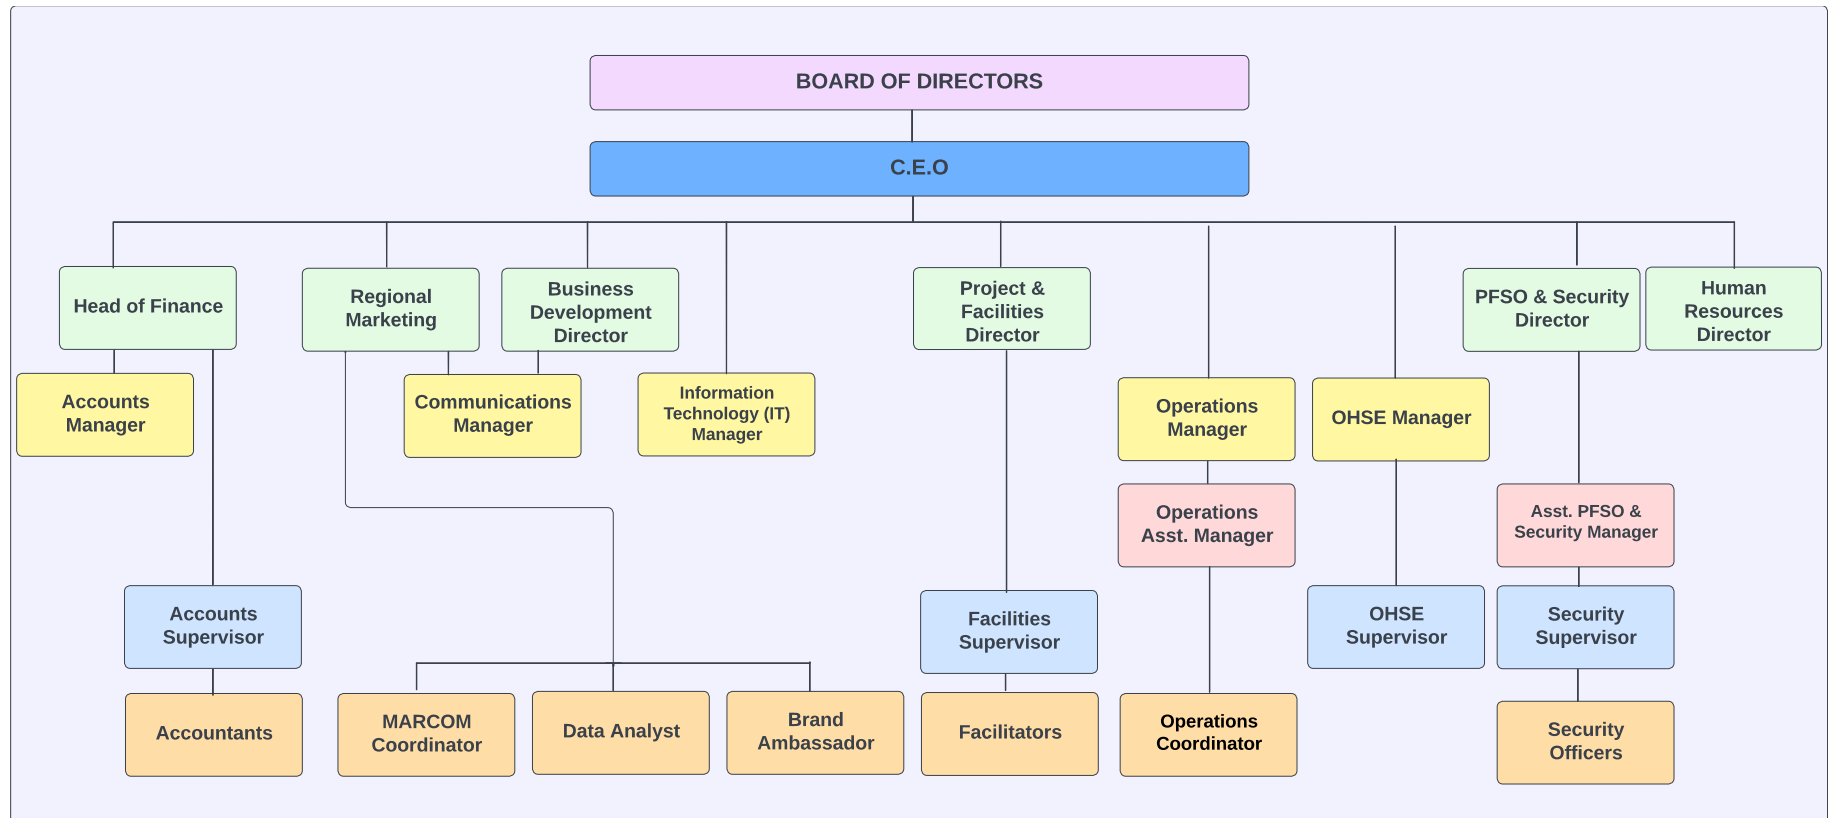 BOARD OF DIRECTORS
C.E.O
Head of Finance
Regional
Marketing
Business
Development
Director
Project &
Facilities
Director
PFSO & Security
Director
Human
Resources
Director
Accounts
Manager
Communications
Manager
Information
Technology (IT)
Manager
Operations
Manager
OHSE Manager
Operations
Asst. Manager
Asst. PFSO &
Security Manager
Accounts
Supervisor
Facilities
Supervisor
OHSE
Supervisor
Security
Supervisor
Accountants
MARCOM
Coordinator
Data Analyst
Brand
Ambassador
Facilitators
Operations
Coordinator
Security
Officers